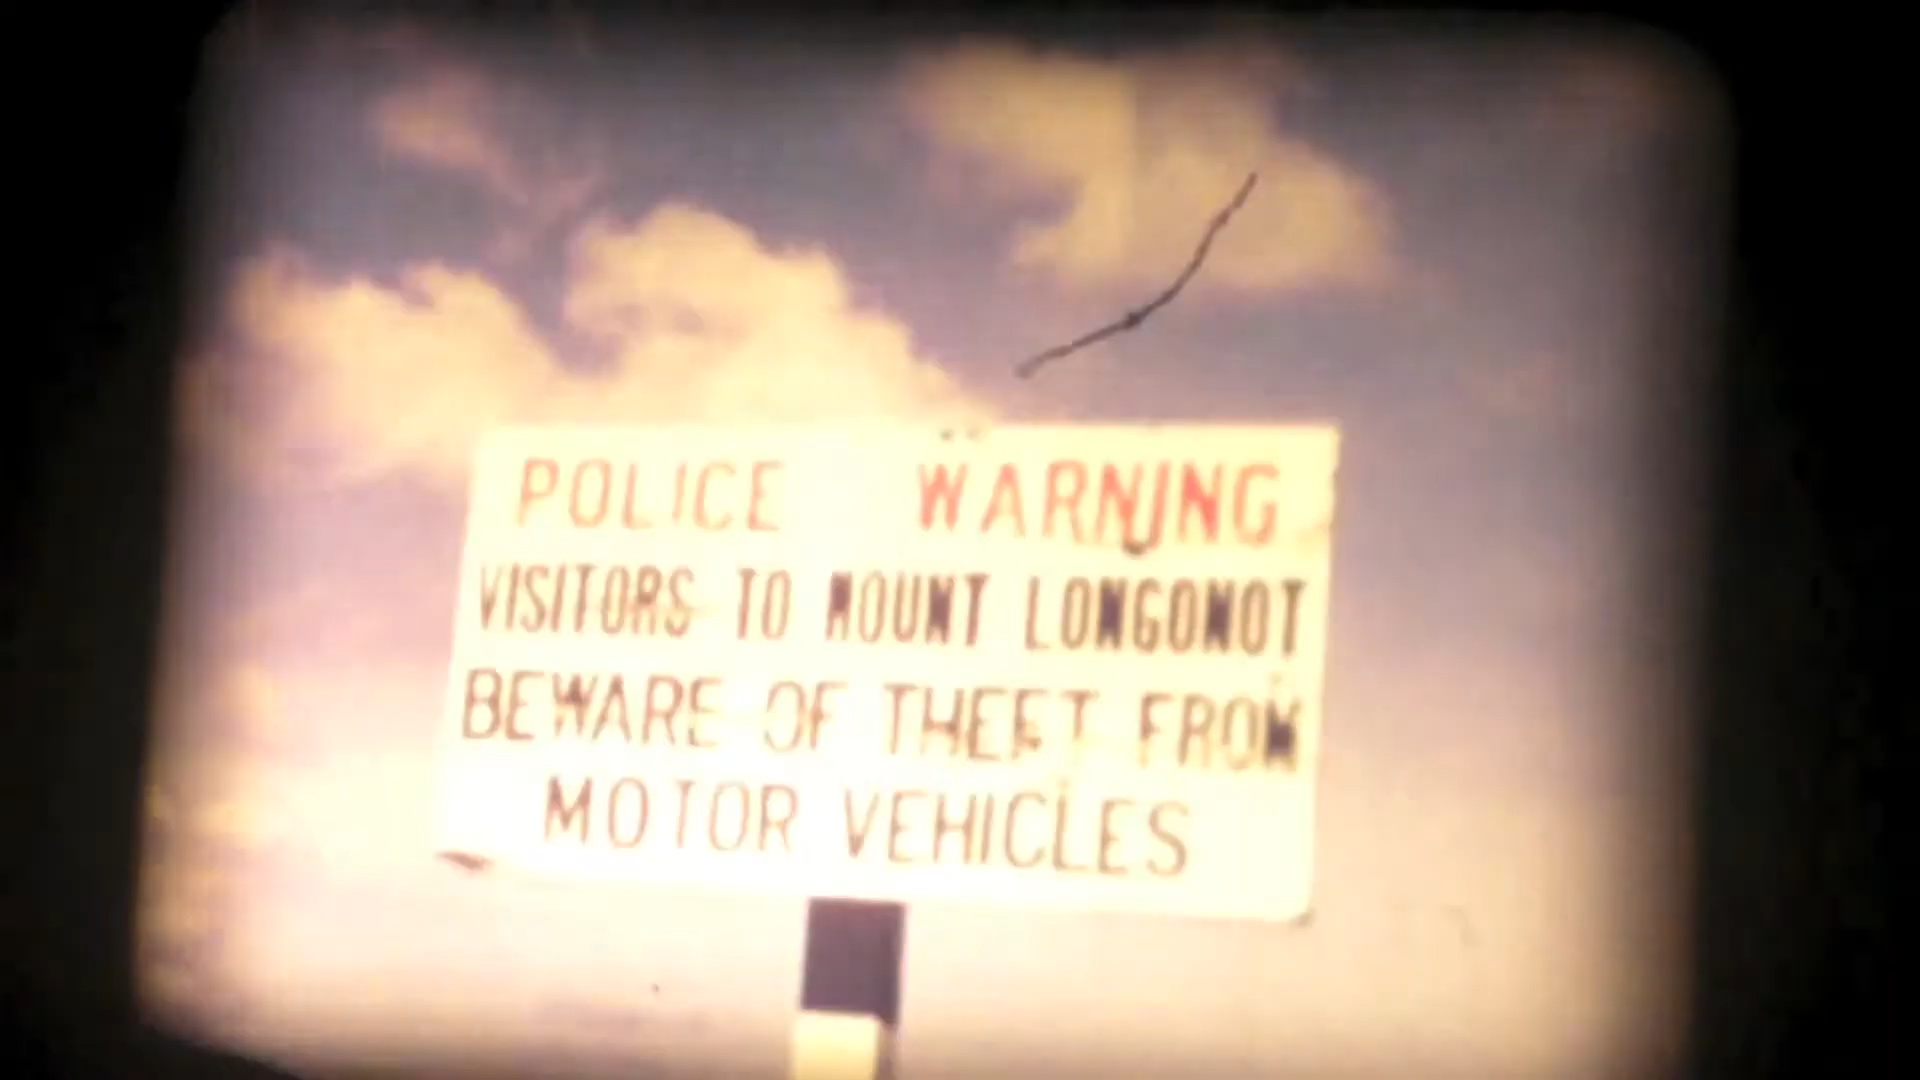 POLICE WARNING
VISITORS TO MOUNT LONGONOT
BEWARE OF THEFT FROM
MOTOR VEHICLES